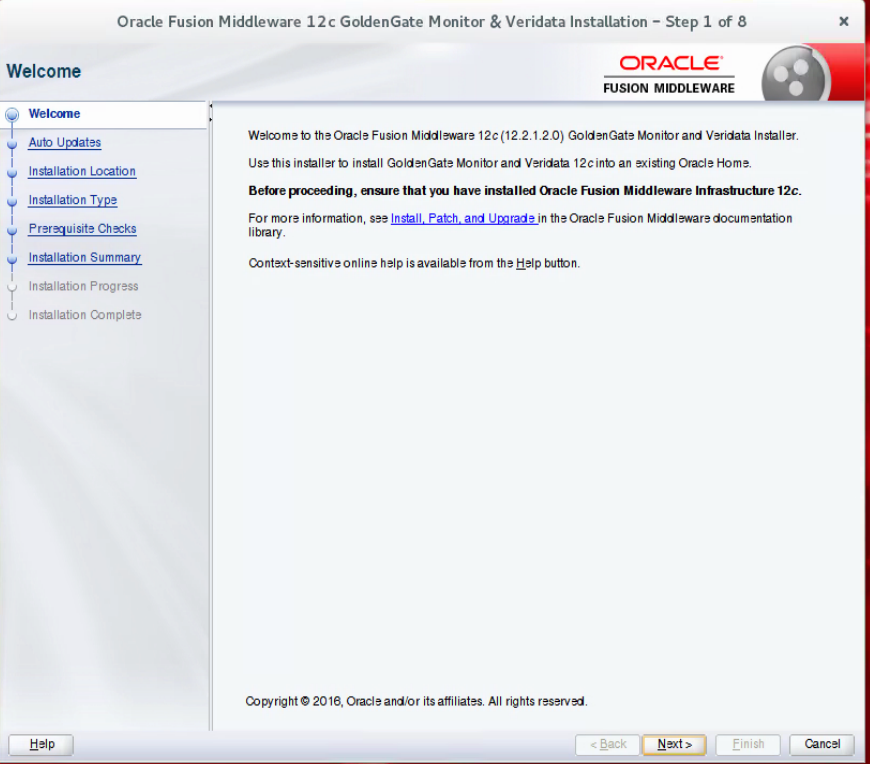 Oracle Fusion Middleware 12c GoldenGate Monitor & Veridata Installation - Step 1 of 8
Welcome
ORACLE
FUSION MIDDLEWARE
Welcome
Auto Updates
Installation Location
Installation Type
Prerequisite Checks
Installation Summary
Installation Progress
Installation Complete
Welcome to the Oracle Fusion Middleware 12c (12.2.1.2.0) GoldenGate Monitor and Veridata Installer.
Use this installer to install GoldenGate Monitor and Veridata 12c into an existing Oracle Home.
Before proceeding, ensure that you have installed Oracle Fusion Middleware Infrastructure 12c.
For more information, see Install, Patch, and Upgrade in the Oracle Fusion Middleware documentation
library.
Context-sensitive online help is available from the Help button.
Copyright © 2016, Oracle and/or its affiliates. All rights reserved.
Help
< Back
Next >
Finish
Cancel